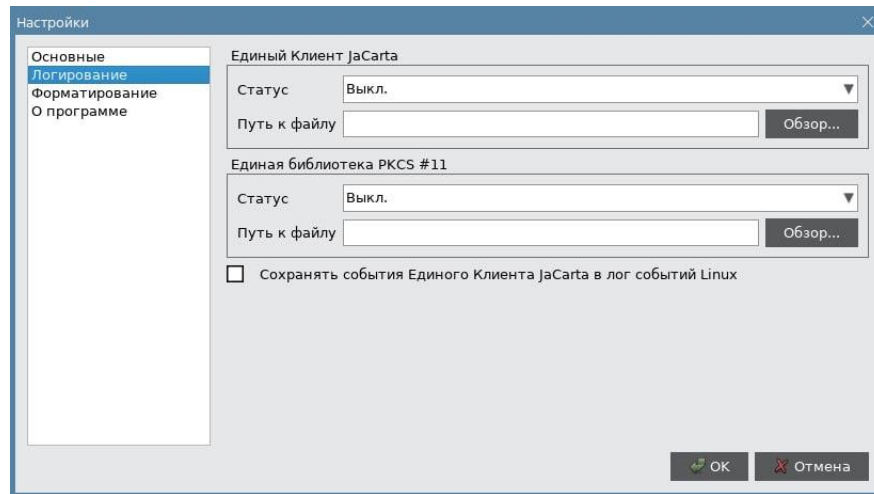 Настройки
Основные
Логирование
Форматирование
О программе
Единый Клиент JaCarta
Статус
Выкл.
Путь к файлу
Обзор...
Единая библиотека PKCS #11
Статус
Выкл.
Путь к файлу
Обзор...
Сохранять события Единого Клиента JaCarta в лог событий Linux
OK
Отмена